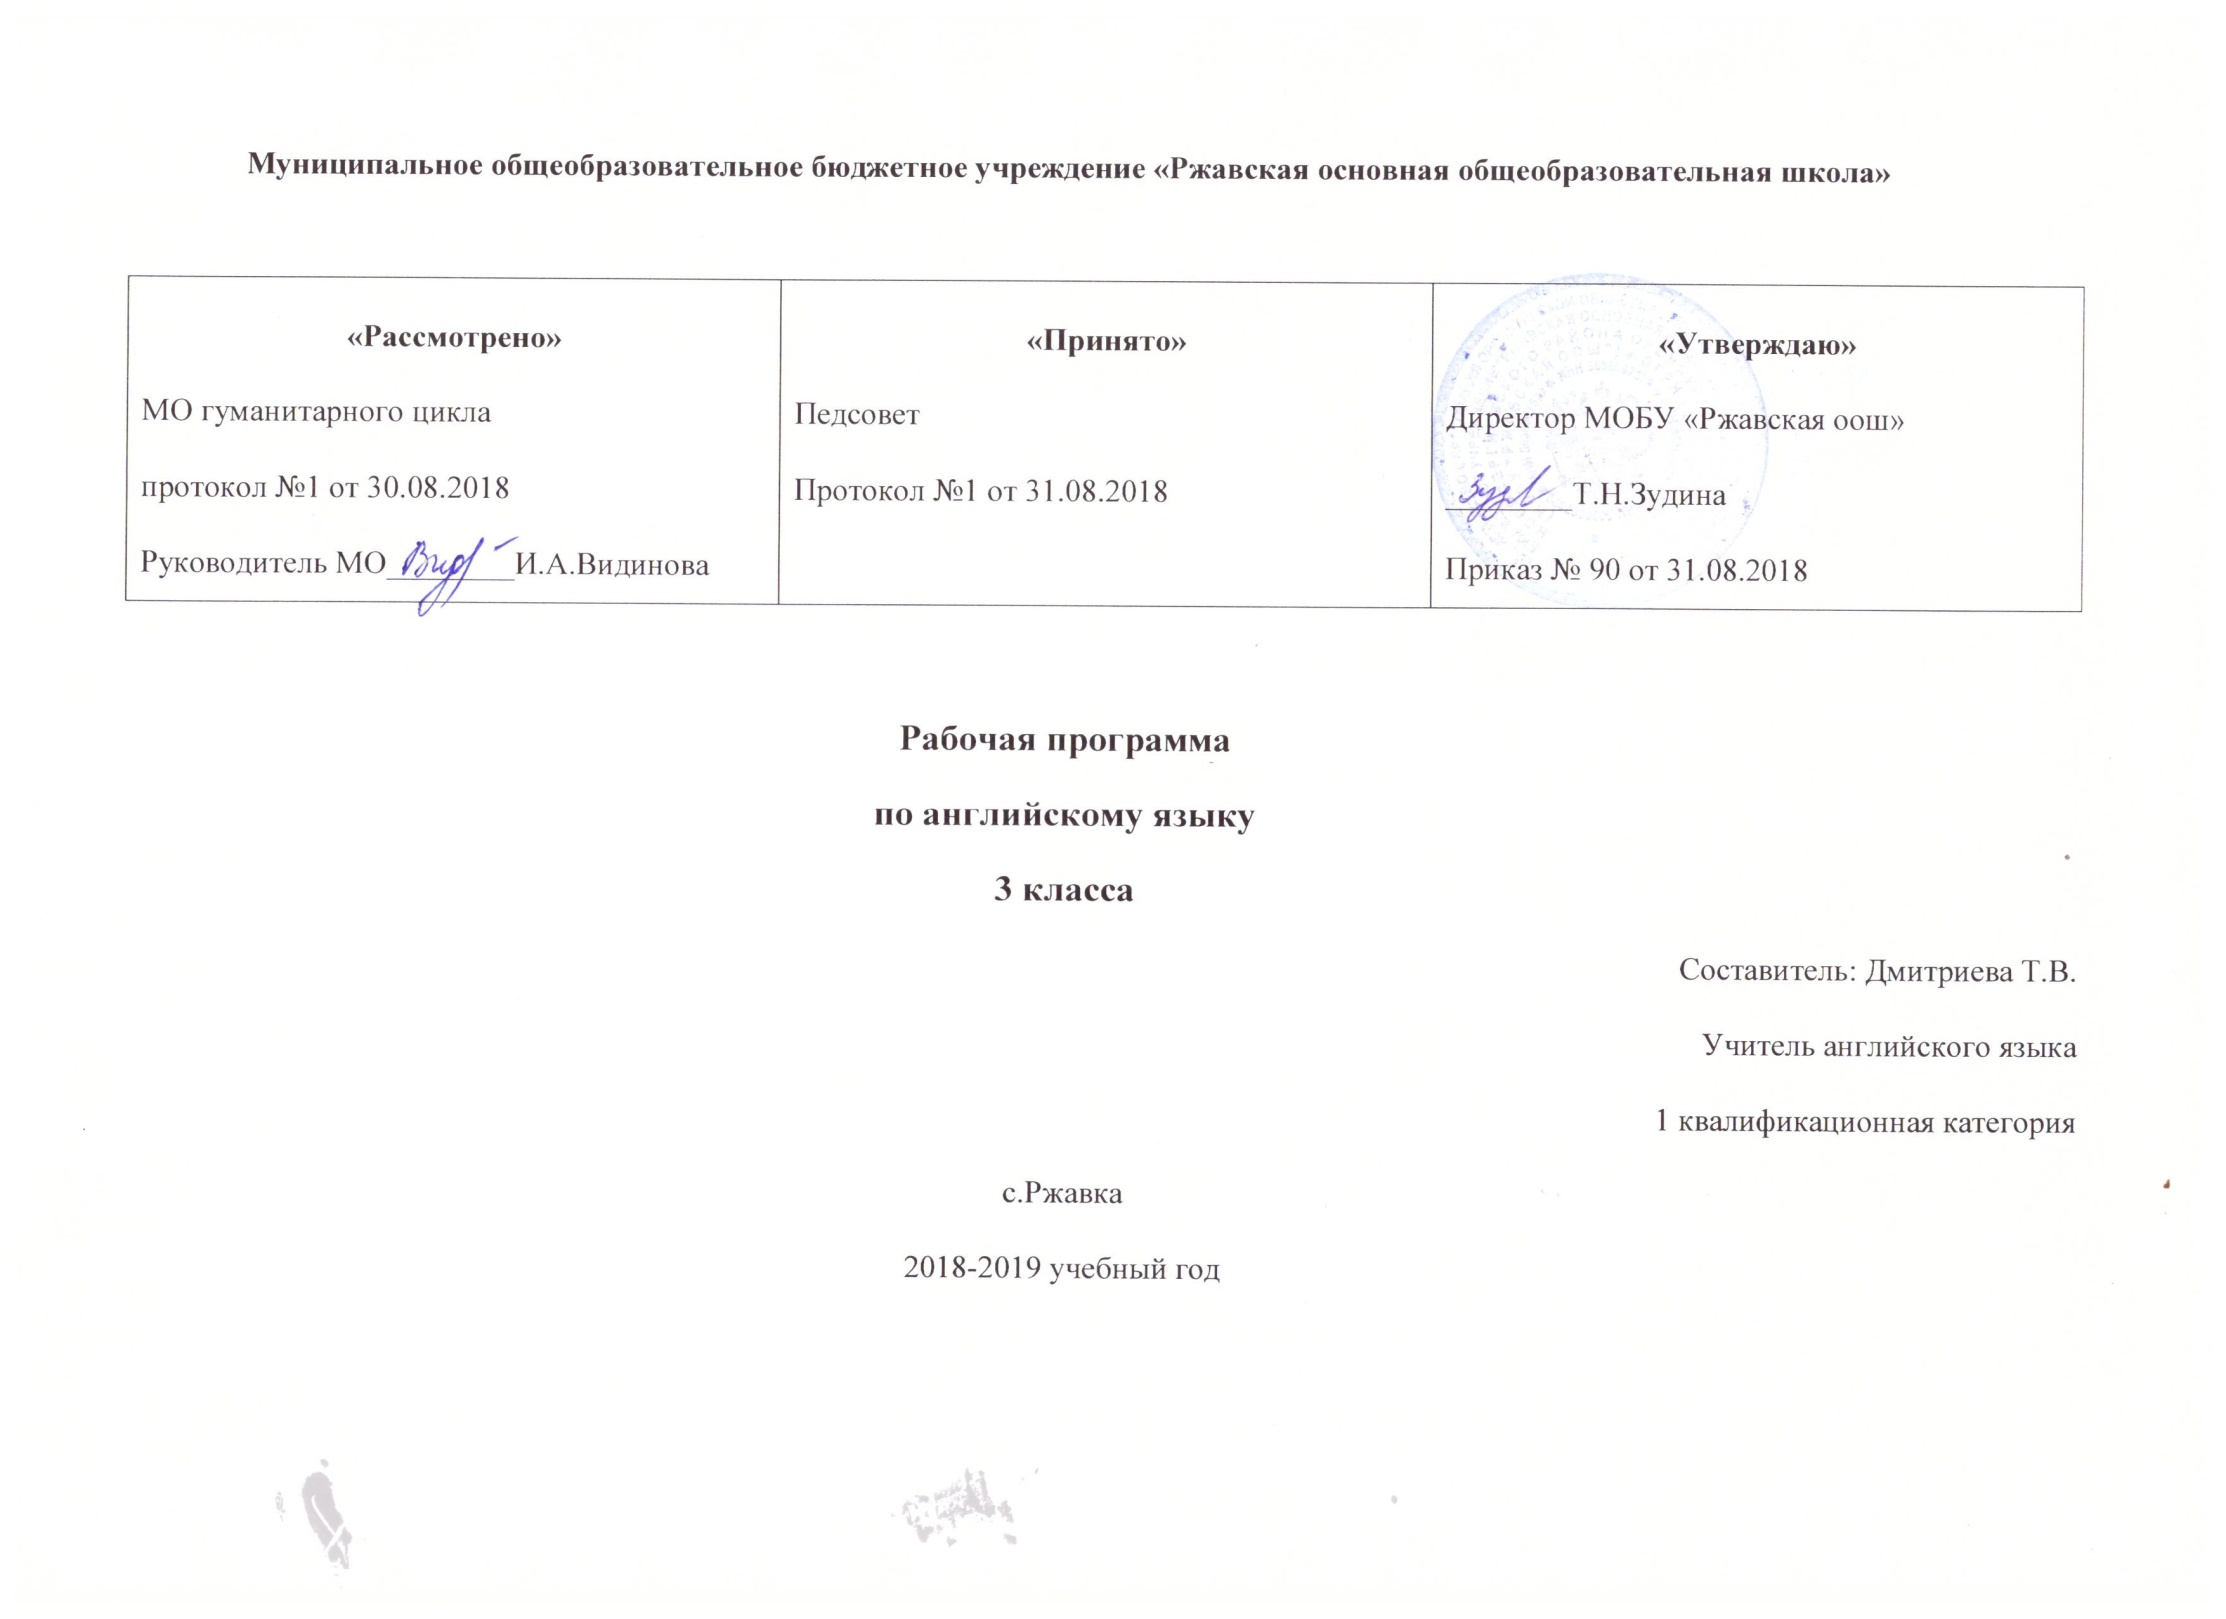 Муниципальное общеобразовательное бюджетное учреждение «Ржавская основная общеобразовательная школа»
«Рассмотрено»
МО гуманитарного цикла
протокол №1 от 30.08.2018
Руководитель МО________И.А.Видинова
«Принято»
Педсовет
Протокол №1 от 31.08.2018
«Утверждаю»
Директор МОБУ «Ржавская оош»
________Т.Н.Зудина
Приказ № 90 от 31.08.2018
Рабочая программа
по английскому языку
3 класса
Составитель: Дмитриева Т.В.
Учитель английского языка
1 квалификационная категория
с.Ржавка
2018-2019 учебный год